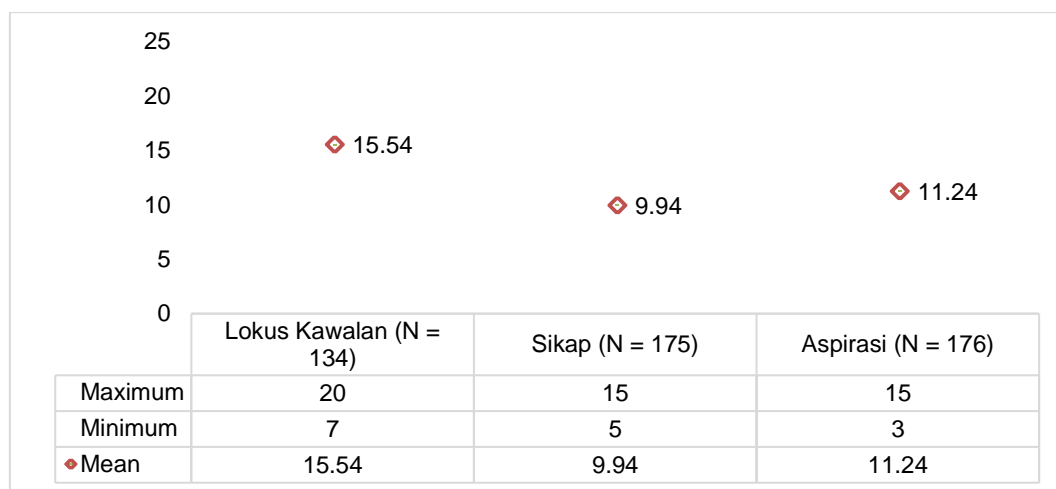 25
20
15
10
5
0
15.54
9.94
11.24
Lokus Kawalan (N =
134)
Sikap (N = 175)
Aspirasi (N = 176)
Maximum 20 15 15
Minimum 7 5 3
Mean 15.54 9.94 11.24